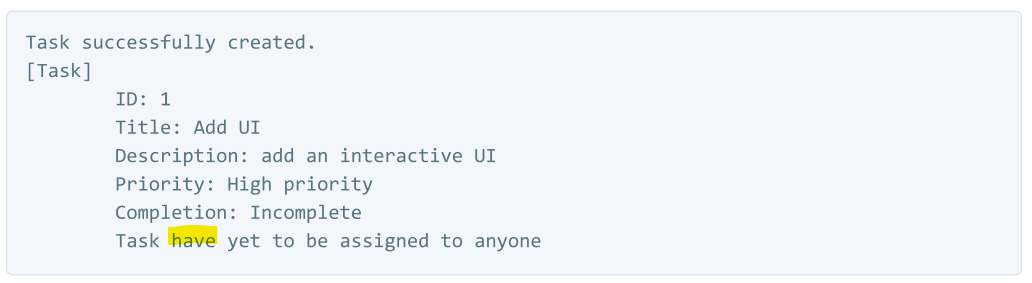 Task successfully created.
[Task]
ID: 1
Title: Add UI
Description: add an interactive UI
Priority: High priority
Completion: Incomplete
Task have yet to be assigned to anyone